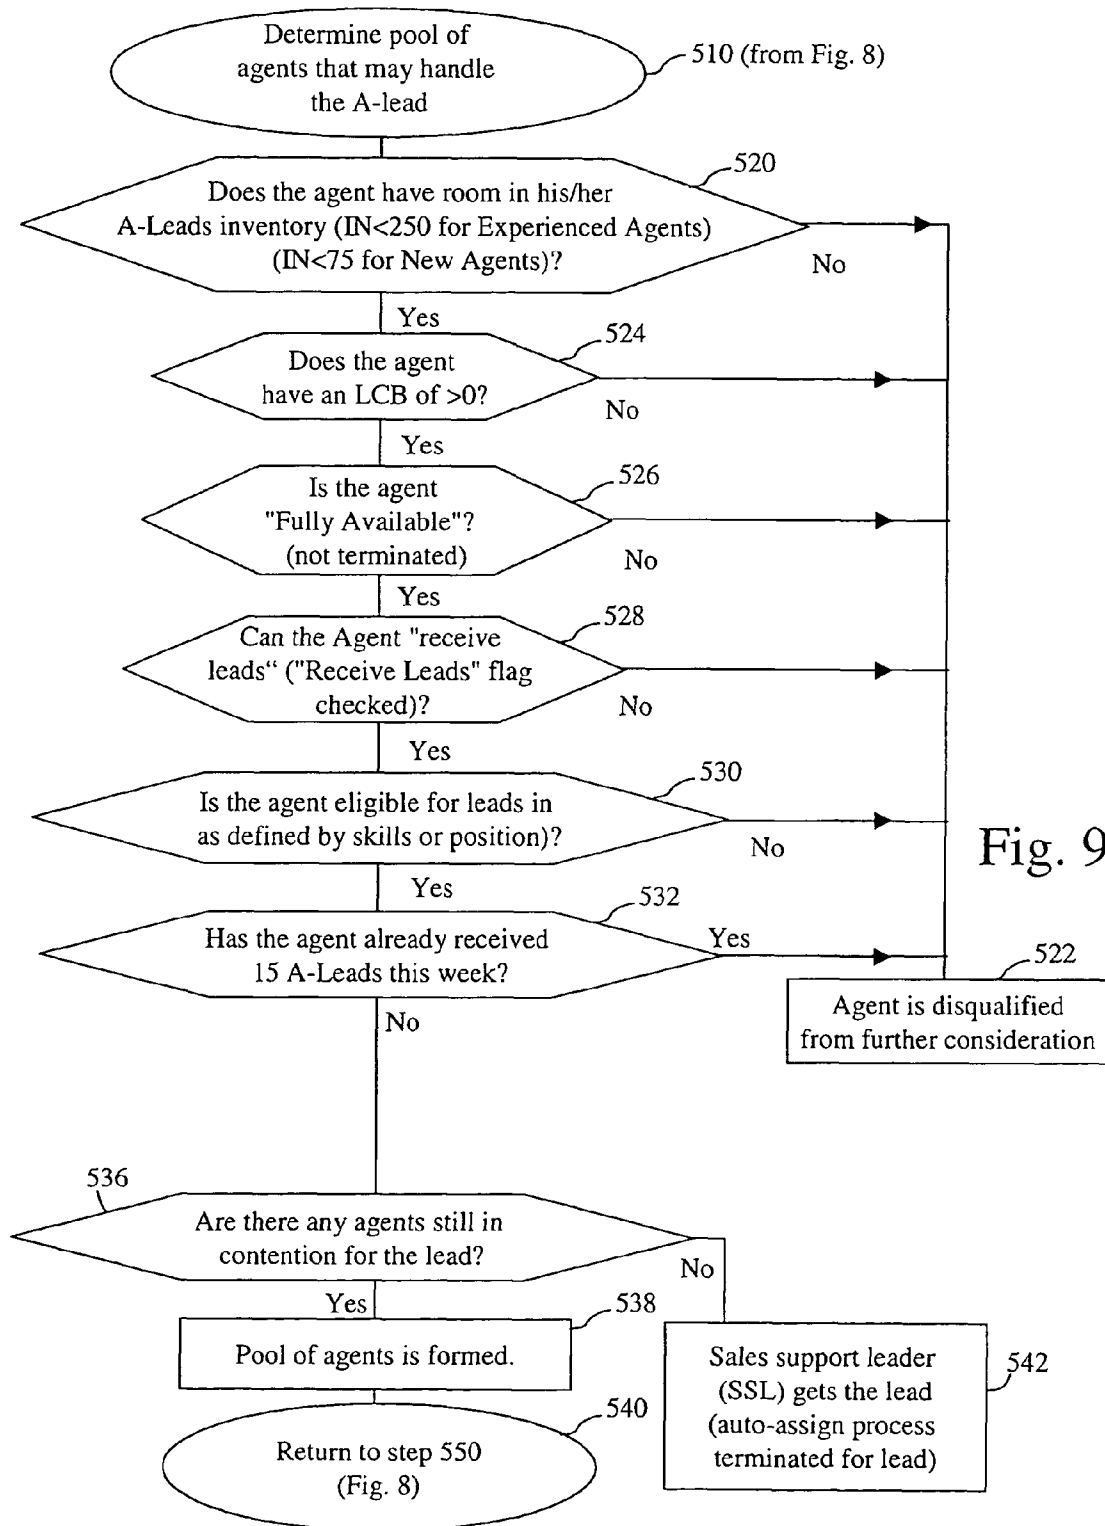 Determine pool of
agents that may handle
the A-lead
510 (from Fig. 8)
520
Does the agent have room in his/her
A-Leads inventory (IN<250 for Experienced Agents)
(IN<75 for New Agents)?
No
Yes
524
Does the agent
have an LCB of >0?
No
Yes
526
Is the agent
"Fully Available"?
(not terminated)
No
Yes
528
Can the Agent "receive
leads“ ("Receive Leads" flag
checked)?
No
Yes
530
Is the agent eligible for leads in
as defined by skills or position)?
No
Fig. 9
Yes
532
Has the agent already received
15 A-Leads this week?
Yes
522
Agent is disqualified
from further consideration
No
536
Are there any agents still in
contention for the lead?
No
Yes
538
Pool of agents is formed.
Sales support leader
(SSL) gets the lead
(auto-assign process
terminated for lead)
542
540
Return to step 550
(Fig. 8)